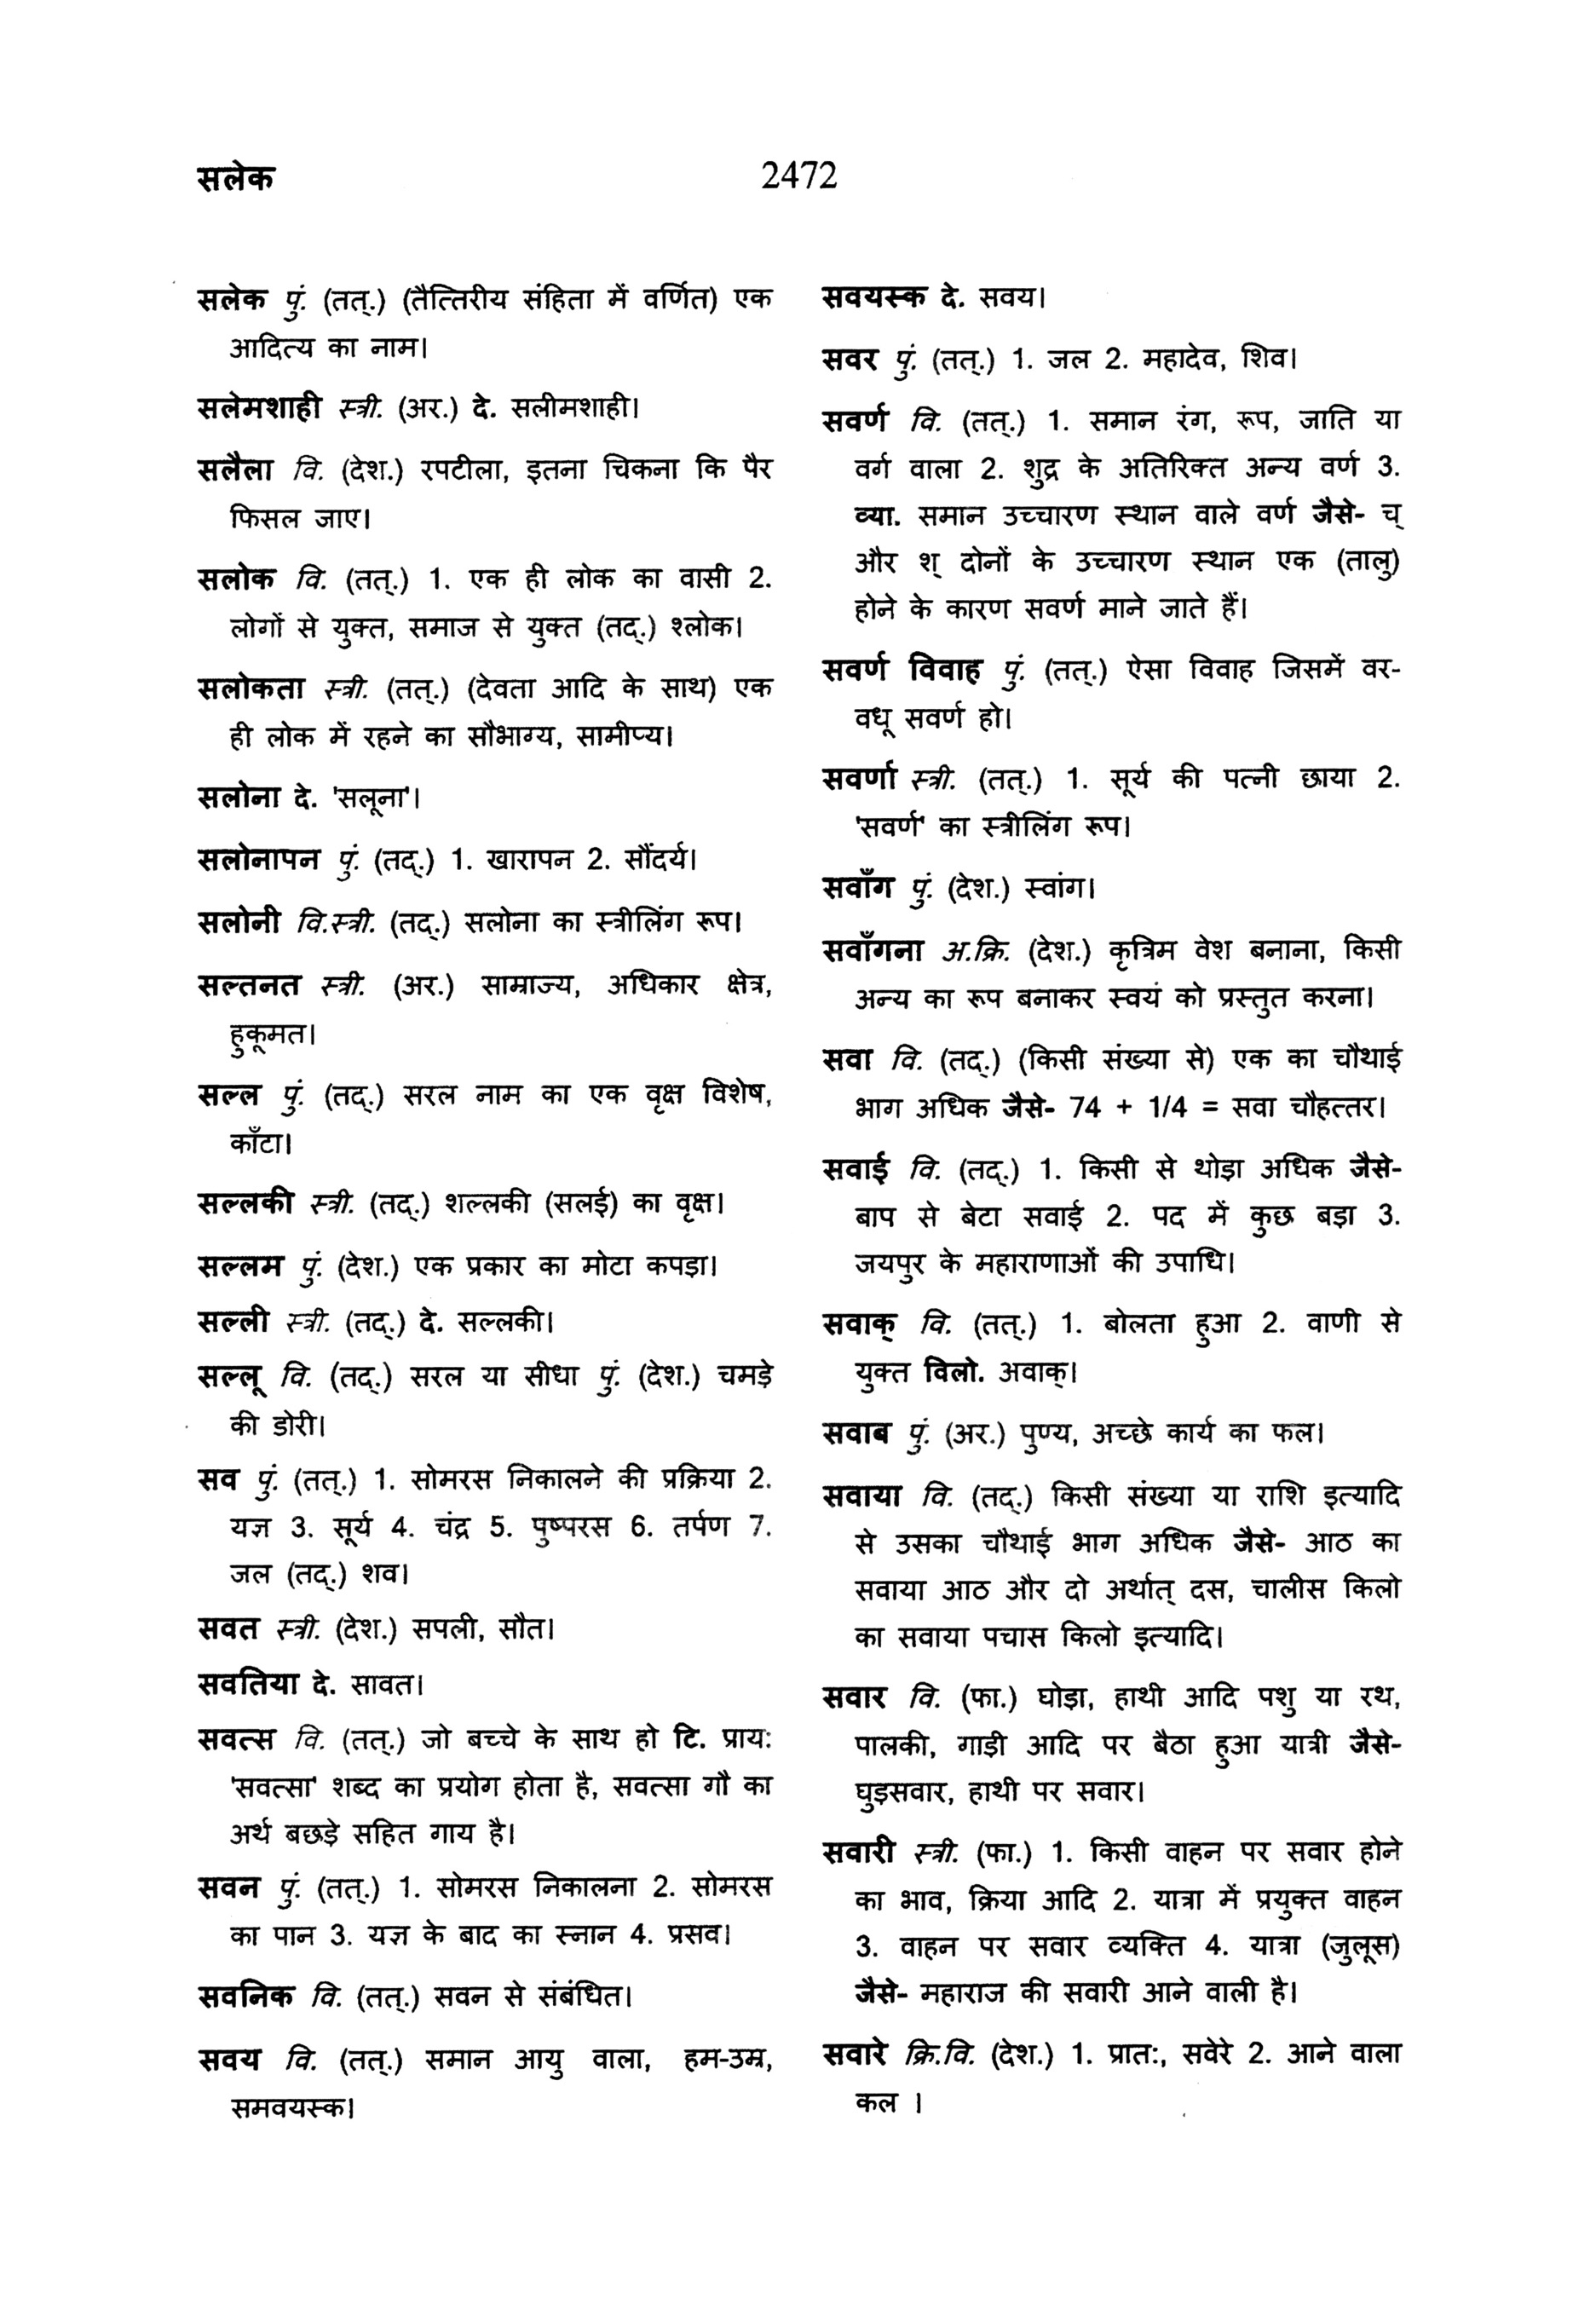 सलेक
2472
सलेक पुं. (तत्.) (तैत्तिरीय संहिता में वर्णित) एक
आदित्य का नाम।
सलेमशाही स्त्री. (अर.) दे. सलीमशाही।
सलैला वि. (देश.) रपटीला, इतना चिकना कि पैर
फिसल जाए।
सलोक वि. (तत्.) 1. एक ही लोक का वासी 2.
लोगों से युक्त, समाज से युक्त (तद्.) श्लोक।
सलोकता स्त्री. (तत्.) (देवता आदि के साथ) एक
ही लोक में रहने का सौभाग्य, सामीप्य।
सलोना दे. 'सलूना'।
सलोनापन पुं. (तद्.) 1. खारापन 2. सौंदर्य।
सलोनी वि.स्त्री. (तद्.) सलोना का स्त्रीलिंग रूप।
सल्तनत स्त्री. (अर.) साम्राज्य, अधिकार क्षेत्र,
हुकूमत।
सल्ल पुं. (तद्.) सरल नाम का एक वृक्ष विशेष,
काँटा।
सल्लकी स्त्री. (तद्.) शल्लकी (सलई) का वृक्ष।
सल्लम पुं. (देश.) एक प्रकार का मोटा कपड़ा।
सल्ली स्त्री. (तद्.) दे. सल्लकी।
सल्लू वि. (तद्.) सरल या सीधा पुं. (देश.) चमड़े
की डोरी।
सव पुं. (तत्.) 1. सोमरस निकालने की प्रक्रिया 2.
यज्ञ 3. सूर्य 4. चंद्र 5. पुष्परस 6. तर्पण 7.
जल (तद्.) शव।
सवत स्त्री. (देश.) सपली, सौत।
सवतिया दे. सावत।
सवत्स वि. (तत्.) जो बच्चे के साथ हो टि. प्राय:
'सवत्सा' शब्द का प्रयोग होता है, सवत्सा गौ का
अर्थ बछड़े सहित गाय है।
सवन पुं. (तत्.) 1. सोमरस निकालना 2. सोमरस
का पान 3. यज्ञ के बाद का स्नान 4. प्रसव।
सवनिक वि. (तत्.) सवन से संबंधित।
सवय वि. (तत्.) समान आयु वाला, हम-उम्र,
समवयस्क।
सवयस्क दे. सवय।
सवर पुं. (तत्.) 1. जल 2. महादेव, शिव।
सवर्ण वि. (तत्.) 1. समान रंग, रूप, जाति या
वर्ग वाला 2. शुद्र के अतिरिक्त अन्य वर्ण 3.
व्या. समान उच्चारण स्थान वाले वर्ण जैसे- च्
और श् दोनों के उच्चारण स्थान एक (तालु)
होने के कारण सवर्ण माने जाते हैं।
सवर्ण विवाह पुं. (तत्.) ऐसा विवाह जिसमें वर-
वधू सवर्ण हो।
सवर्णा स्त्री. (तत्.) 1. सूर्य की पत्नी छाया 2.
'सवर्ण' का स्त्रीलिंग रूप।
सवाँग पुं. (देश.) स्वांग।
सवाँगना अ.क्रि. (देश.) कृत्रिम वेश बनाना, किसी
अन्य का रूप बनाकर स्वयं को प्रस्तुत करना।
सवा वि. (तद्.) (किसी संख्या से) एक का चौथाई
भाग अधिक जैसे- 74 + 1/4 = सवा चौहत्तर।
सवाई वि. (तद्.) 1. किसी से थोड़ा अधिक जैसे-
बाप से बेटा सवाई 2. पद में कुछ बड़ा 3.
जयपुर के महाराणाओं की उपाधि।
सवाक् वि. (तत्.) 1. बोलता हुआ 2. वाणी से
युक्त विलो. अवाक्।
सवाब पुं. (अर.) पुण्य, अच्छे कार्य का फल।
सवाया वि. (तद्.) किसी संख्या या राशि इत्यादि
से उसका चौथाई भाग अधिक जैसे- आठ का
सवाया आठ और दो अर्थात् दस, चालीस किलो
का सवाया पचास किलो इत्यादि।
सवार वि. (फा.) घोड़ा, हाथी आदि पशु या रथ,
पालकी, गाड़ी आदि पर बैठा हुआ यात्री जैसे-
घुड़सवार, हाथी पर सवार।
सवारी स्त्री. (फा.) 1. किसी वाहन पर सवार होने
का भाव, क्रिया आदि 2. यात्रा में प्रयुक्त वाहन
3. वाहन पर सवार व्यक्ति 4. यात्रा (जुलूस)
जैसे- महाराज की सवारी आने वाली है।
सवारे क्रि.वि. (देश.) 1. प्रात:, सवेरे 2. आने वाला
कल ।